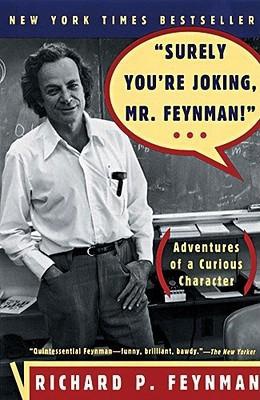 NEW YORK TIMES BESTSELLER
"SURELY
YOU'RE JOKING,
MR. FEYNMAN!"
(Adventures
of a Curious
Character)
"Quintessential Feynman—funny, brilliant, bawdy."—The New Yorker
RICHARD P. FEYNMAN